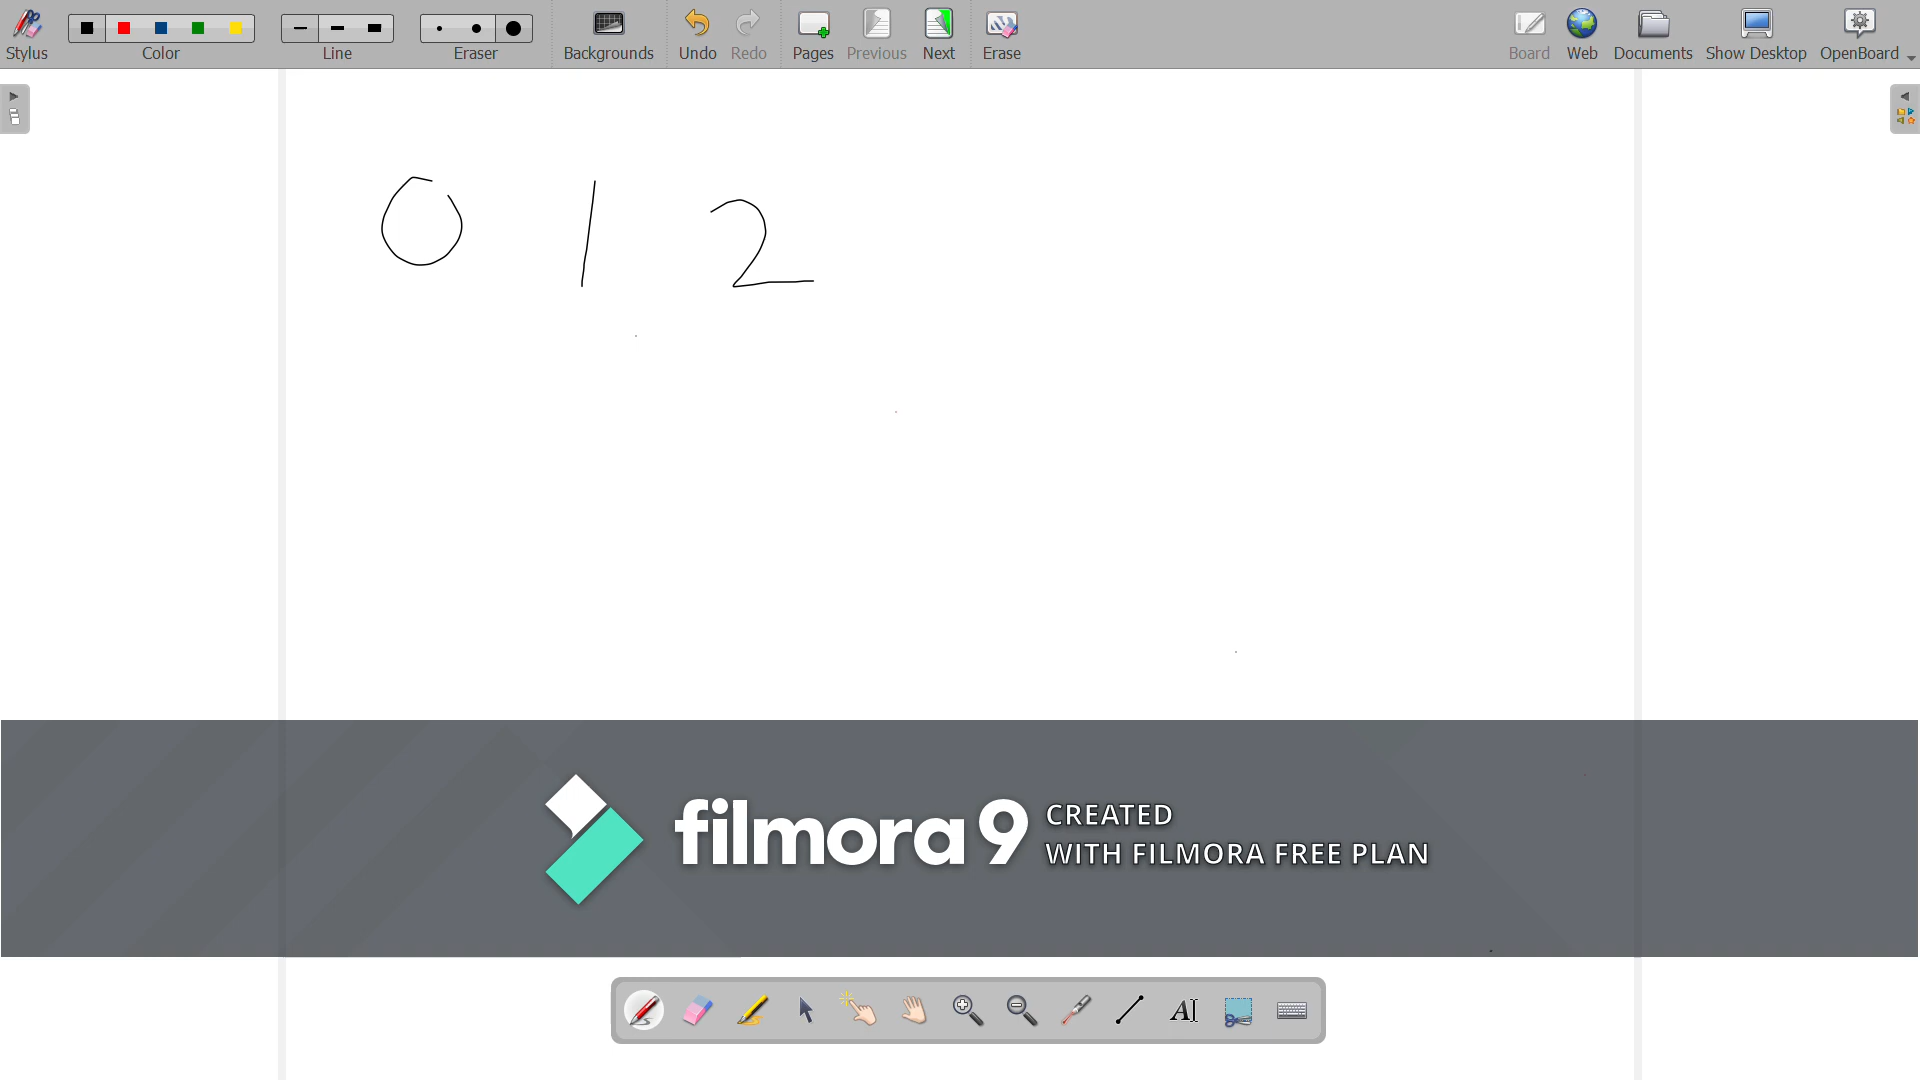 Stylus Color Line Eraser Backgrounds Undo Redo Pages Previous Next Erase Board Web Documents Show Desktop OpenBoard
0 1 2
filmora 9 CREATED
WITH FILMORA FREE PLAN
AI